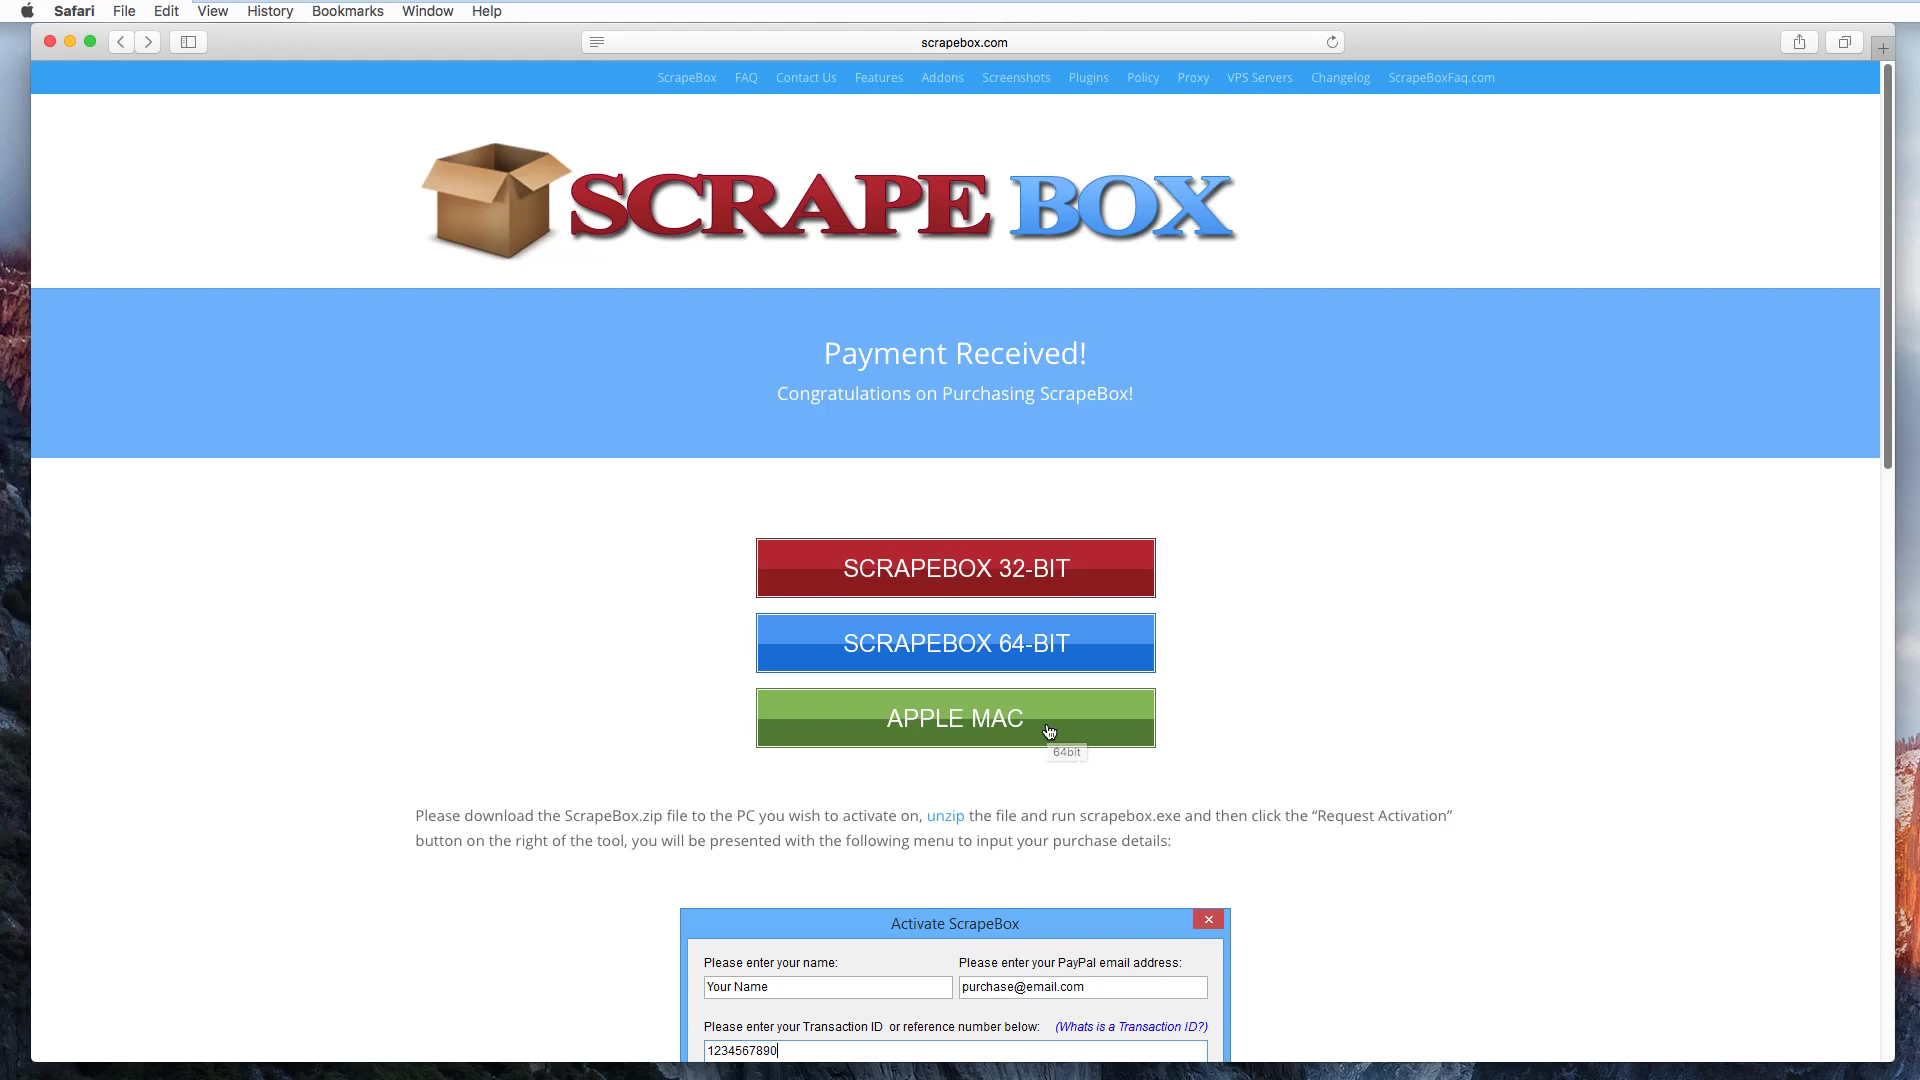 Safari File Edit View History Bookmarks Window Help
scrapebox.com
ScrapeBox FAQ Contact Us Features Addons Screenshots Plugins Policy Proxy VPS Servers Changelog ScrapeBoxFaq.com
SCRAPE BOX
Payment Received!
Congratulations on Purchasing ScrapeBox!
SCRAPEBOX 32-BIT
SCRAPEBOX 64-BIT
APPLE MAC
64bit
Please download the ScrapeBox.zip file to the PC you wish to activate on, unzip the file and run scrapebox.exe and then click the “Request Activation”
button on the right of the tool, you will be presented with the following menu to input your purchase details:
Activate ScrapeBox
Please enter your name: Please enter your PayPal email address:
Your Name purchase@email.com
Please enter your Transaction ID or reference number below: (Whats is a Transaction ID?)
1234567890